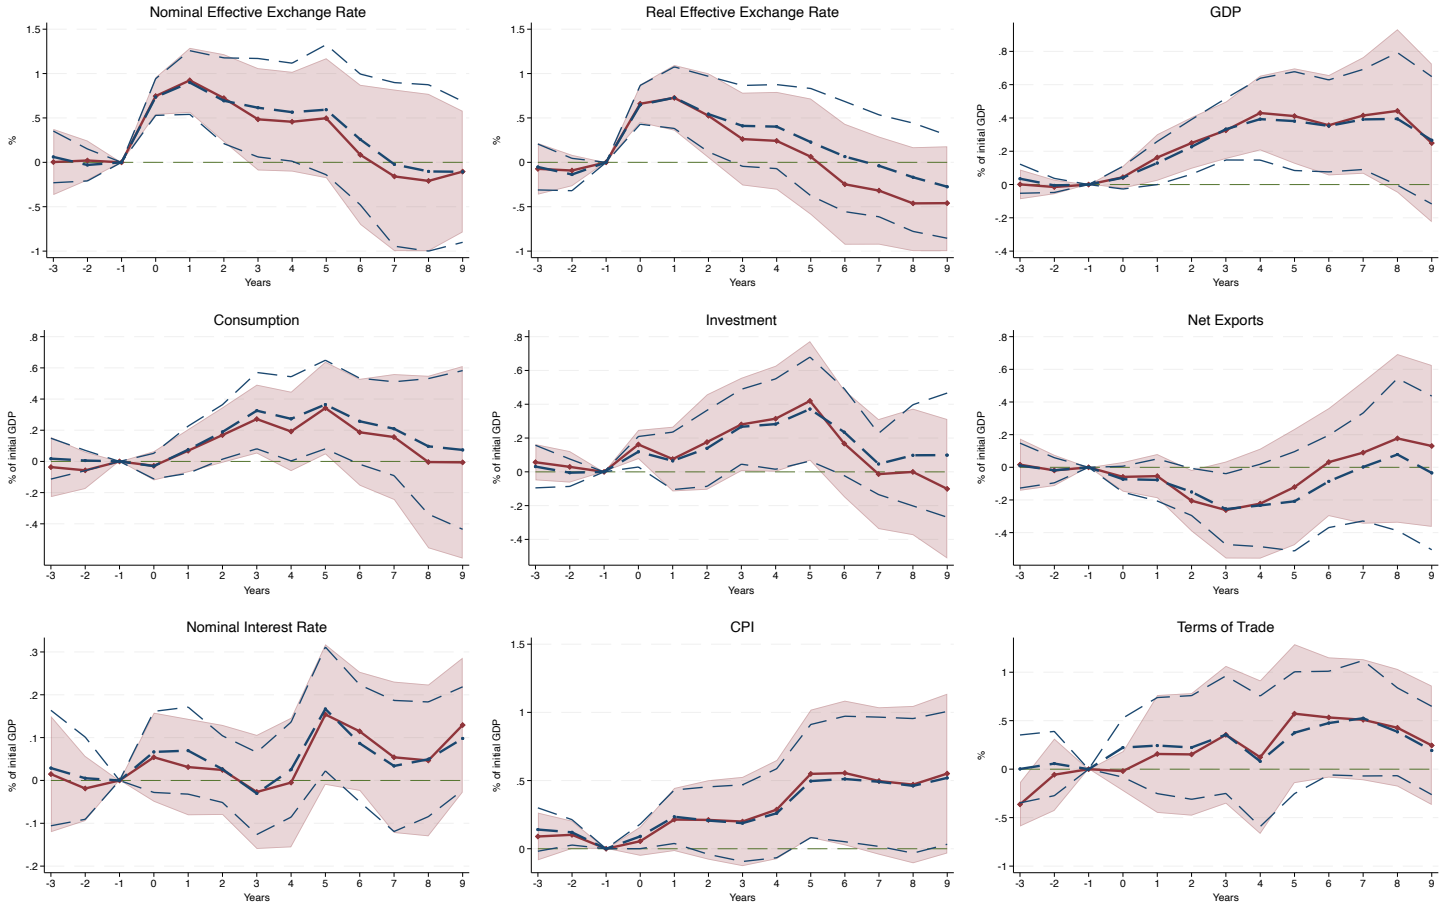 Nominal Effective Exchange Rate
1.5
1
.5
0
-.5
-1
%
-3 -2 -1 0 1 2 3 4 5 6 7 8 9
Years
Real Effective Exchange Rate
1.5
1
.5
0
-.5
-1
%
-3 -2 -1 0 1 2 3 4 5 6 7 8 9
Years
GDP
.8
.6
.4
.2
0
-.2
-.4
% of initial GDP
-3 -2 -1 0 1 2 3 4 5 6 7 8 9
Years
Consumption
.8
.6
.4
.2
0
-.2
-.4
% of initial GDP
-3 -2 -1 0 1 2 3 4 5 6 7 8 9
Years
Investment
.8
.6
.4
.2
0
-.2
-.4
% of initial GDP
-3 -2 -1 0 1 2 3 4 5 6 7 8 9
Years
Net Exports
.8
.6
.4
.2
0
-.2
-.4
% of initial GDP
-3 -2 -1 0 1 2 3 4 5 6 7 8 9
Years
Nominal Interest Rate
.3
.2
.1
0
-.1
-.2
% of initial GDP
-3 -2 -1 0 1 2 3 4 5 6 7 8 9
Years
CPI
1.5
1
.5
0
% of initial GDP
-3 -2 -1 0 1 2 3 4 5 6 7 8 9
Years
Terms of Trade
1
.5
0
-.5
-1
%
-3 -2 -1 0 1 2 3 4 5 6 7 8 9
Years